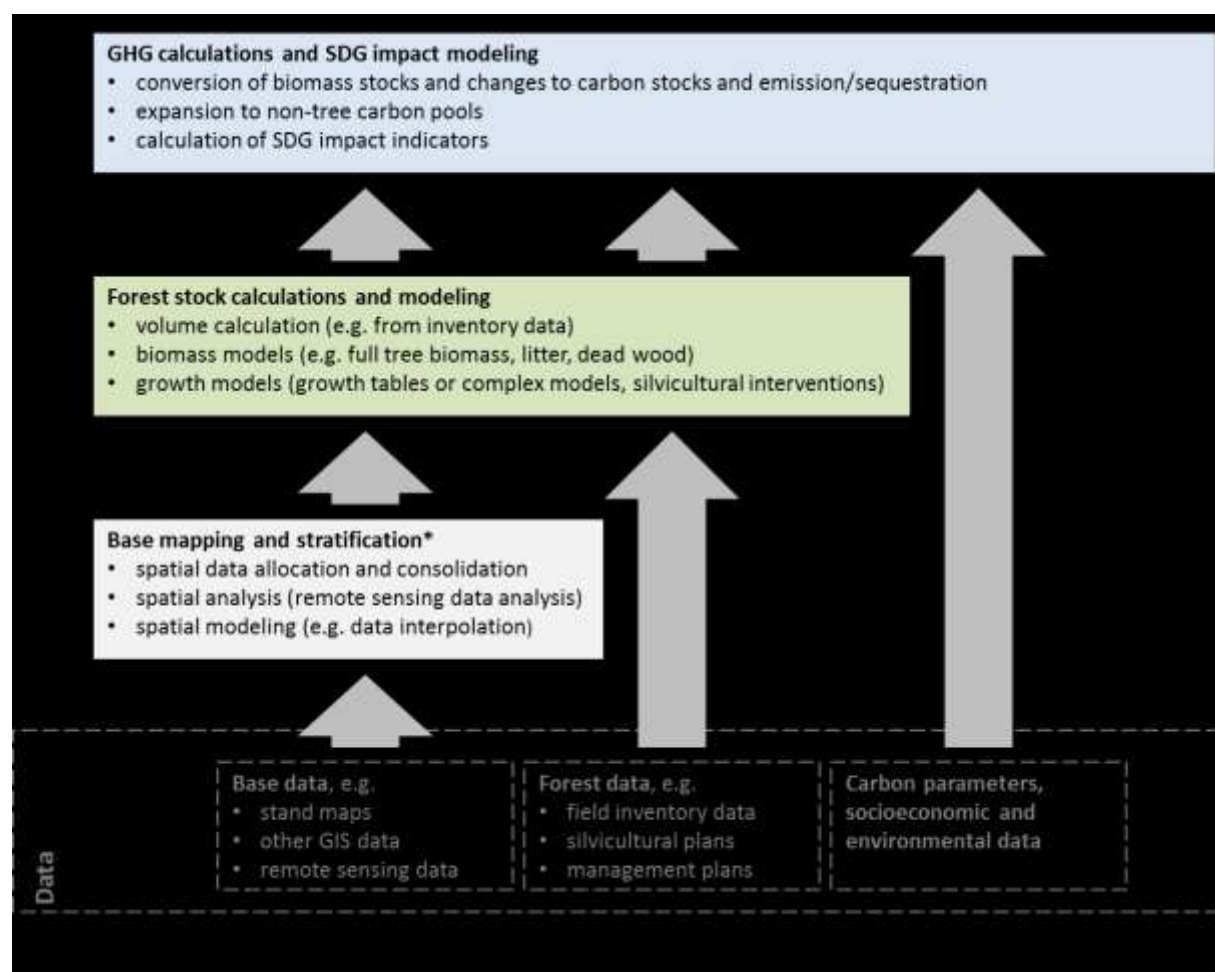 GHG calculations and SDG impact modeling
• conversion of biomass stocks and changes to carbon stocks and emission/sequestration
• expansion to non-tree carbon pools
• calculation of SDG impact indicators
Forest stock calculations and modeling
• volume calculation (e.g. from inventory data)
• biomass models (e.g. full tree biomass, litter, dead wood)
• growth models (growth tables or complex models, silvicultural interventions)
Base mapping and stratification*
• spatial data allocation and consolidation
• spatial analysis (remote sensing data analysis)
• spatial modeling (e.g. data interpolation)
Data
Base data, e.g.
• stand maps
• other GIS data
• remote sensing data
Forest data, e.g.
• field inventory data
• silvicultural plans
• management plans
Carbon parameters,
socioeconomic and
environmental data